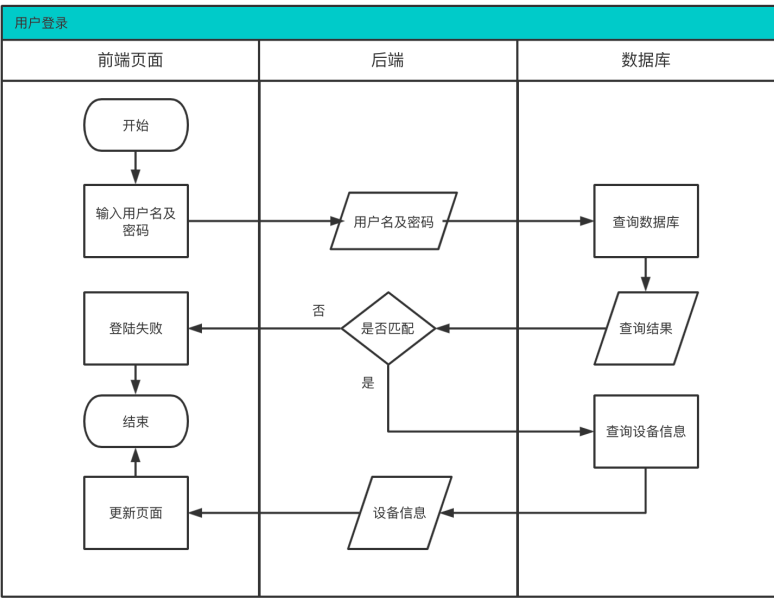 用户登录
前端页面
后端
数据库
开始
输入用户名及
密码
用户名及密码
查询数据库
登陆失败
否
是否匹配
查询结果
是
结束
查询设备信息
更新页面
设备信息